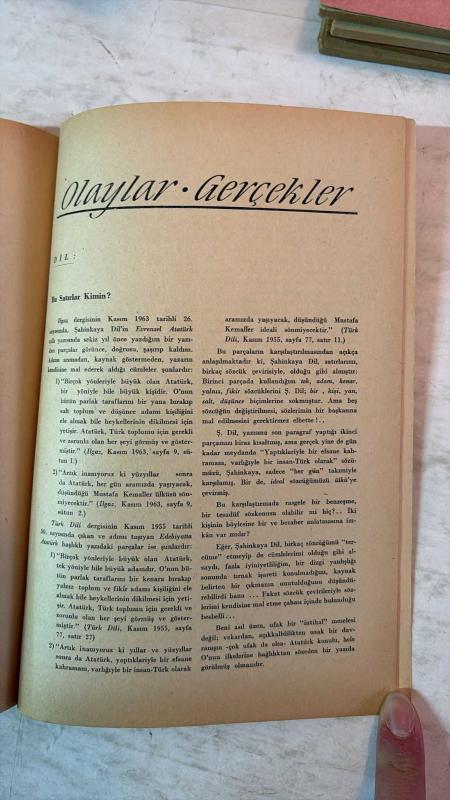 Olaylar · Gerçekler
DİL:
Bu Satırlar Kimin?
Ilgaz dergisinin Kasım 1963 tarihli 26.
sayısında, Şahinkaya Dil'in Evrensel Atatürk
adlı yazısında sekiz yıl önce yazdığım bir yazı-
dan parçalar görünce, doğrusu, şaşırıp kaldım.
Adımı anmadan, kaynak göstermeden, yazarın
kendisine mal ederek aldığı cümleler şunlardır:
1) "Birçok yönleriyle büyük olan Atatürk,
bir yöniyle bile büyük kişidir. O'nun
bütün parlak taraflarını bir yana bırakıp
salt toplum ve düşünce adamı kişiliğini
ele almak bile heykellerinin dikilmesi için
yetişir. Atatürk, Türk toplumu için gerekli
ve zorunlu olan her şeyi görmüş ve göster-
miştir." (Ilgaz, Kasım 1963, sayfa 9, sü-
tun 1.)
2) "Artık inanıyoruz ki yüzyıllar sonra
da Atatürk, her gün aramızda yaşıyacak,
düşündüğü Mustafa Kemaller ülküsü sön-
miyecektir." (Ilgaz, Kasım 1963, sayfa 9,
sütun 2.)
Türk Dili dergisinin Kasım 1955 tarihli
50. sayısında çıkan ve adımı taşıyan Edebiyatta
Atatürk başlıklı yazıdaki parçalar ise şunlardır:
1) "Birçok yönleriyle büyük olan Atatürk,
tek yöniyle bile büyük adamdır. O'nun bü-
tün parlak taraflarını bir kenara bırakıp
yalnız toplum ve fikir adamı kişiliğini ele
almak bile heykellerinin dikilmesi için yeti-
şir. Atatürk, Türk toplumu için gerekli ve
zorunlu olan her şeyi görmüş ve göster-
miştir." (Türk Dili, Kasım 1955, sayfa
77, satır 27)
2) "Artık inanıyoruz ki yıllar ve yüzyıllar
sonra da Atatürk, yaptıklariyle bir efsane
kahramanı, varlığıyle bir insan-Türk olarak
aramızda yaşıyacak, düşündüğü Mustafa
Kemaller ideali sönmiyecektir." (Türk
Dili, Kasım 1955, sayfa 77, satır 11.)
Bu parçaların karşılaştırılmasından açıkça
anlaşılmaktadır ki, Şahinkaya Dil, satırlarımı,
birkaç sözcük çevirisiyle, olduğu gibi almıştır:
Birinci parçada kullandığım tek, adam, kenar,
yalnız, fikir sözcüklerini Ş. Dil; bir, kişi, yan,
salt, düşünce biçimlerine sokmuştur. Ama beş
sözcüğün değiştirilmesi, sözlerimin bir başkasına
mal edilmesini gerektirmez elbette!..
Ş. Dil, yazımın son paragraf yaptığı ikinci
parçamızı biraz kısaltmış, ama gerçek yine de gün
kadar meydanda "Yaptıklariyle bir efsane kah-
ramanı, varlığıyle bir insan-Türk olarak" sözü-
müzü, Şahinkaya, sadece "her gün" takımiyle
karşılamış. Bir de, ideal sözcüğümüzü ülkü'ye
çevirmiş.
Bu karşılaştırmada rasgele bir benzeşme,
bir tesadüf sözkonusu olabilir mi hiç?.. İki
kişinin böylesine bir ve beraber anlatmasına im-
kân var mıdır?
Eğer, Şahinkaya Dil, birkaç sözcüğümü "ter-
cüme" etmeyip de cümlelerimi olduğu gibi al-
saydı, fazla iyiniyetliliğim, bir dizgi yanlışlığı
sonunda tırnak işareti konulmadığını, kaynak
belirten bir çıkmanın unutulduğunu düşündü-
rebilirdi bana... Fakat sözcük çevirileriyle söz-
lerimi kendisine mal etme çabası içinde bulunduğu
besbelli...
Beni asıl üzen, ufak bir "intihal" meselesi
değil; vekardan, açıkkalblilikten uzak bir dav-
ranışın -çok ufak da olsa- Atatürk konulu, hele
O'nun ilkelerine bağlılıktan sözeden bir yazıda
görülmüş olmasıdır.